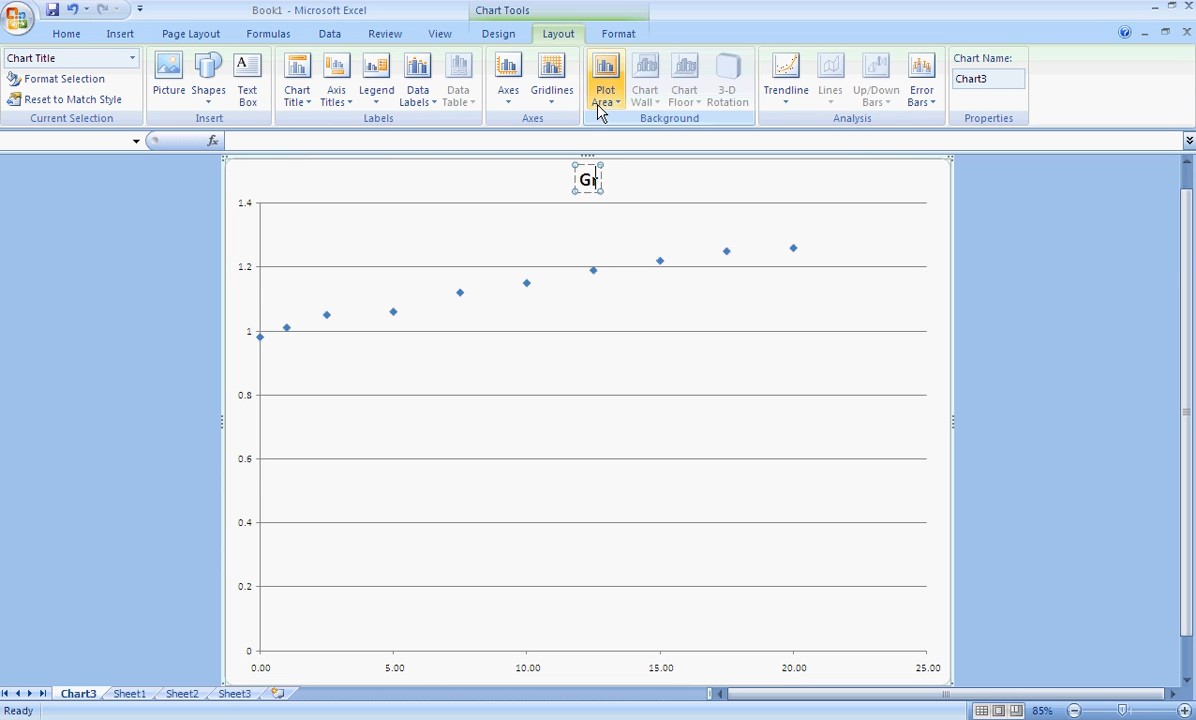 Book1 - Microsoft Excel
Chart Tools
Home Insert Page Layout Formulas Data Review View Design Layout Format
Chart Title
Format Selection
Reset to Match Style
Current Selection
Picture
Shapes
Text Box
Insert
Chart Title
Axis Titles
Legend
Data Labels
Data Table
Labels
Axes
Gridlines
Axes
Plot Area
Chart Wall
Chart Floor
3-D Rotation
Background
Trendline
Lines
Up/Down Bars
Error Bars
Analysis
Chart Name:
Chart3
Properties
fx
Gr
1.4
1.2
1
0.8
0.6
0.4
0.2
0
0.00 5.00 10.00 15.00 20.00 25.00
Chart3 Sheet1 Sheet2 Sheet3
Ready
85%